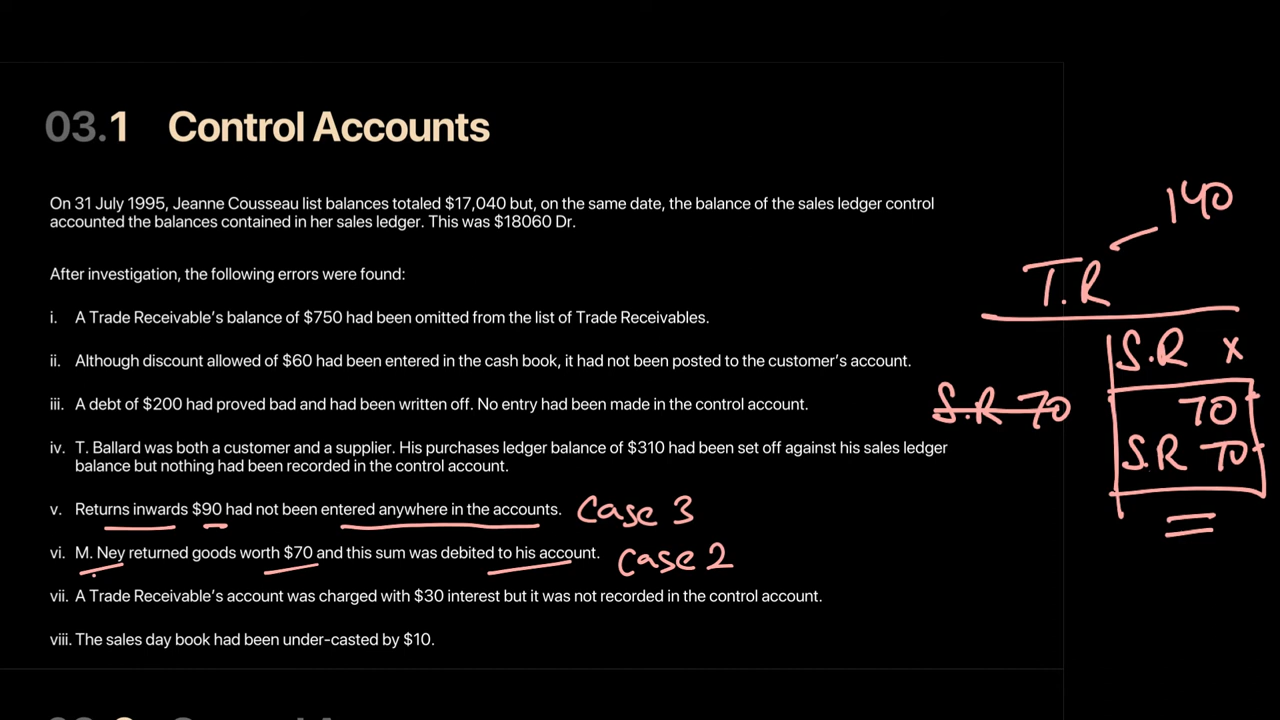 03.1 Control Accounts
On 31 July 1995, Jeanne Cousseau list balances totaled $17,040 but, on the same date, the balance of the sales ledger control
accounted the balances contained in her sales ledger. This was $18060 Dr.
After investigation, the following errors were found:
i. A Trade Receivable's balance of $750 had been omitted from the list of Trade Receivables.
ii. Although discount allowed of $60 had been entered in the cash book, it had not been posted to the customer's account.
iii. A debt of $200 had proved bad and had been written off. No entry had been made in the control account.
iv. T. Ballard was both a customer and a supplier. His purchases ledger balance of $310 had been set off against his sales ledger
balance but nothing had been recorded in the control account.
v. Returns inwards $90 had not been entered anywhere in the accounts. Case 3
vi. M. Ney returned goods worth $70 and this sum was debited to his account. Case 2
vii. A Trade Receivable's account was charged with $30 interest but it was not recorded in the control account.
viii. The sales day book had been under-casted by $10.
140
T.R
S.R x
S.R 70
70
S.R 70